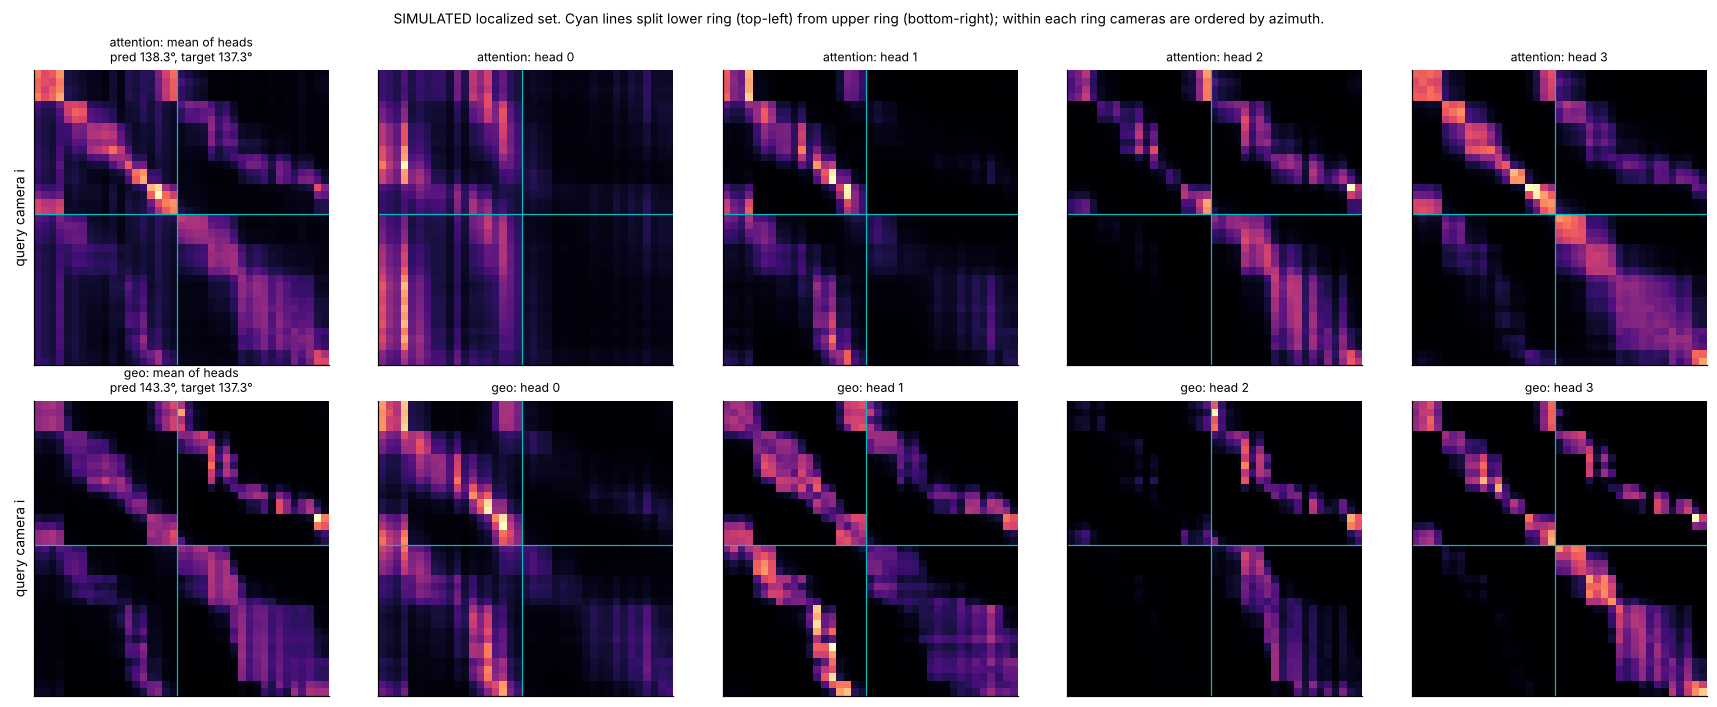 SIMULATED localized set. Cyan lines split lower ring (top-left) from upper ring (bottom-right); within each ring cameras are ordered by azimuth.
attention: mean of heads
pred 138.3°, target 137.3°
attention: head 0
attention: head 1
attention: head 2
attention: head 3
query camera i
geo: mean of heads
pred 143.3°, target 137.3°
geo: head 0
geo: head 1
geo: head 2
geo: head 3
query camera i